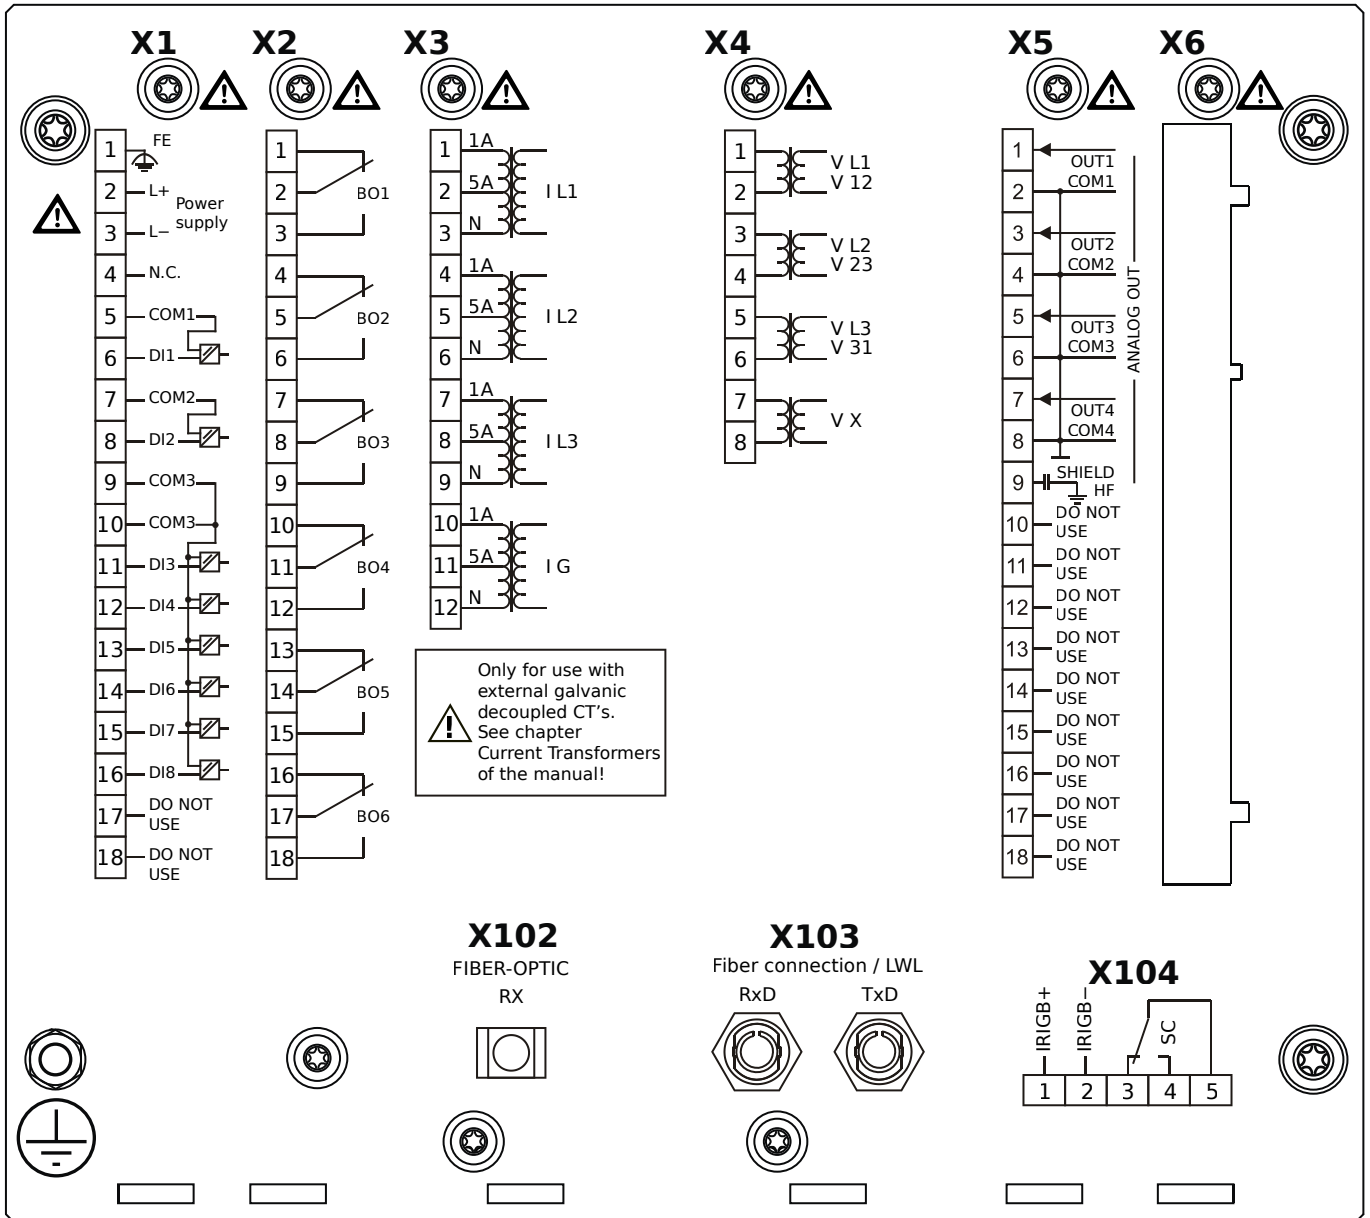 X1 X2 X3 X4 X5 X6
1 FE
2 L+
Power
supply
3 L−
4 N.C.
5 COM1
6 DI1
7 COM2
8 DI2
9 COM3
10 COM3
11 DI3
12 DI4
13 DI5
14 DI6
15 DI7
16 DI8
17 DO NOT
USE
18 DO NOT
USE
1
2 BO1
3
4
5 BO2
6
7
8 BO3
9
10
11 BO4
12
13
14 BO5
15
16
17 BO6
18
1 1A
2 5A I L1
3 N
4 1A
5 5A I L2
6 N
7 1A
8 5A I L3
9 N
10 1A
11 5A I G
12 N
Only for use with
external galvanic
decoupled CT's.
See chapter
Current Transformers
of the manual!
1 V L1
2 V 12
3 V L2
4 V 23
5 V L3
6 V 31
7 V X
8
1 OUT1
2 COM1
3 OUT2
4 COM2
5 OUT3
6 COM3
7 OUT4
8 COM4
ANALOG OUT
9 SHIELD
HF
10 DO NOT
USE
11 DO NOT
USE
12 DO NOT
USE
13 DO NOT
USE
14 DO NOT
USE
15 DO NOT
USE
16 DO NOT
USE
17 DO NOT
USE
18 DO NOT
USE
X102
FIBER-OPTIC
RX
X103
Fiber connection / LWL
RxD TxD
X104
IRIGB+
IRIGB−
SC
1 2 3 4 5